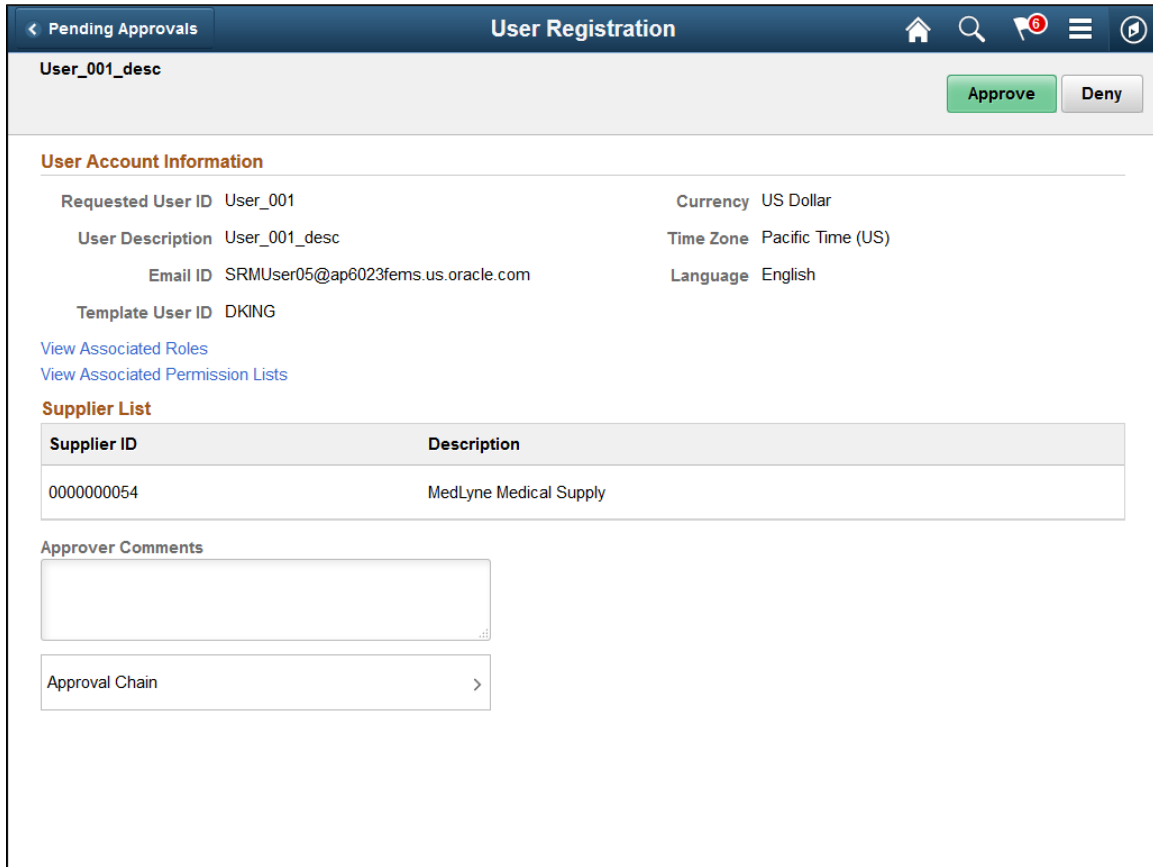 Pending Approvals
User Registration
6
User_001_desc
Approve
Deny
User Account Information
Requested User ID User_001
Currency US Dollar
User Description User_001_desc
Time Zone Pacific Time (US)
Email ID SRMUser05@ap6023fems.us.oracle.com
Language English
Template User ID DKING
View Associated Roles
View Associated Permission Lists
Supplier List
Supplier ID Description
0000000054 MedLyne Medical Supply
Approver Comments
Approval Chain